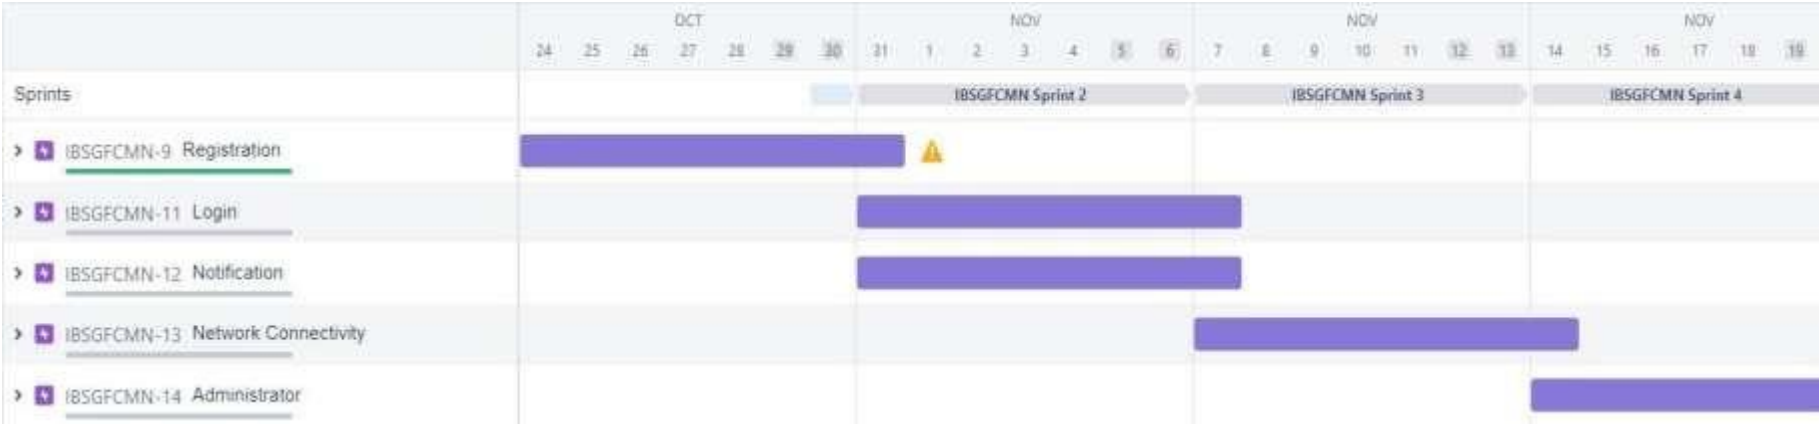 OCT NOV NOV NOV
24 25 26 27 28 29 30 31 1 2 3 4 5 6 7 8 9 10 11 12 13 14 15 16 17 18 19
Sprints IBSGFCMN Sprint 2 IBSGFCMN Sprint 3 IBSGFCMN Sprint 4
IBSGFCMN-9 Registration
IBSGFCMN-11 Login
IBSGFCMN-12 Notification
IBSGFCMN-13 Network Connectivity
IBSGFCMN-14 Administrator